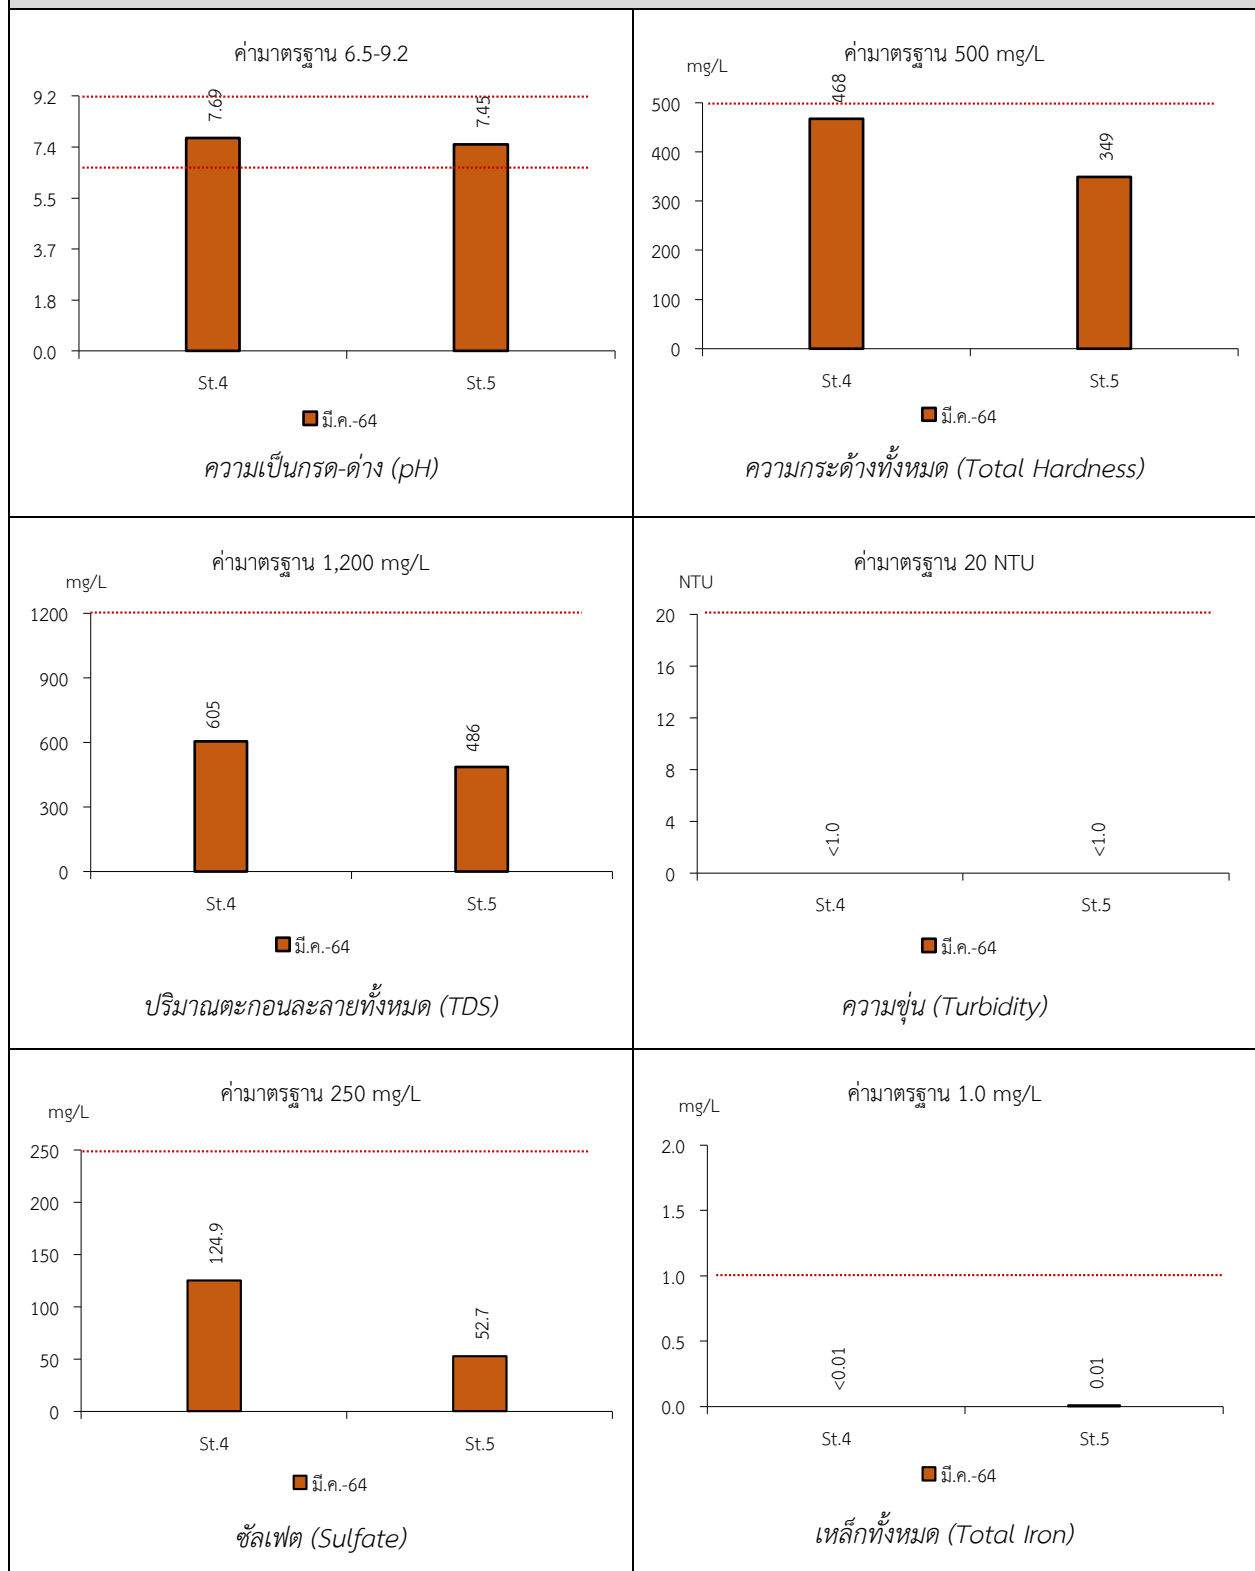 ค่ามาตรฐาน 6.5-9.2
9.2
7.4
5.5
3.7
1.8
0.0
7.69
7.45
St.4
St.5
มี.ค.-64
ความเป็นกรด-ด่าง (pH)
ค่ามาตรฐาน 500 mg/L
mg/L
500
400
300
200
100
0
468
349
St.4
St.5
มี.ค.-64
ความกระด้างทั้งหมด (Total Hardness)
ค่ามาตรฐาน 1,200 mg/L
mg/L
1200
900
600
300
0
605
486
St.4
St.5
มี.ค.-64
ปริมาณตะกอนละลายทั้งหมด (TDS)
ค่ามาตรฐาน 20 NTU
NTU
20
16
12
8
4
0
<1.0
<1.0
St.4
St.5
มี.ค.-64
ความขุ่น (Turbidity)
ค่ามาตรฐาน 250 mg/L
mg/L
250
200
150
100
50
0
124.9
52.7
St.4
St.5
มี.ค.-64
ซัลเฟต (Sulfate)
ค่ามาตรฐาน 1.0 mg/L
mg/L
2.0
1.5
1.0
0.5
0.0
<0.01
0.01
St.4
St.5
มี.ค.-64
เหล็กทั้งหมด (Total Iron)